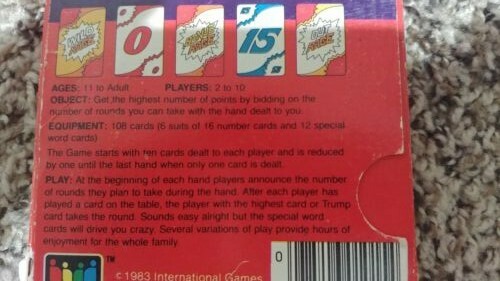 WILD RAGE 0 RAGE 15 RAGE
AGES: 11 to Adult PLAYERS: 2 to 10
OBJECT: Get the highest number of points by bidding on the
number of rounds you can take with the hand dealt to you.
EQUIPMENT: 108 cards (6 suits of 16 number cards and 12 special
word cards)
The Game starts with ten cards dealt to each player and is reduced
by one until the last hand when only one card is dealt.
PLAY: At the beginning of each hand players announce the number
of rounds they plan to take during the hand. After each player has
played a card on the table, the player with the highest card or Trump
card takes the round. Sounds easy alright but the special word
cards will drive you crazy. Several variations of play provide hours of
enjoyment for the whole family.
TM
© 1983 International Games
0